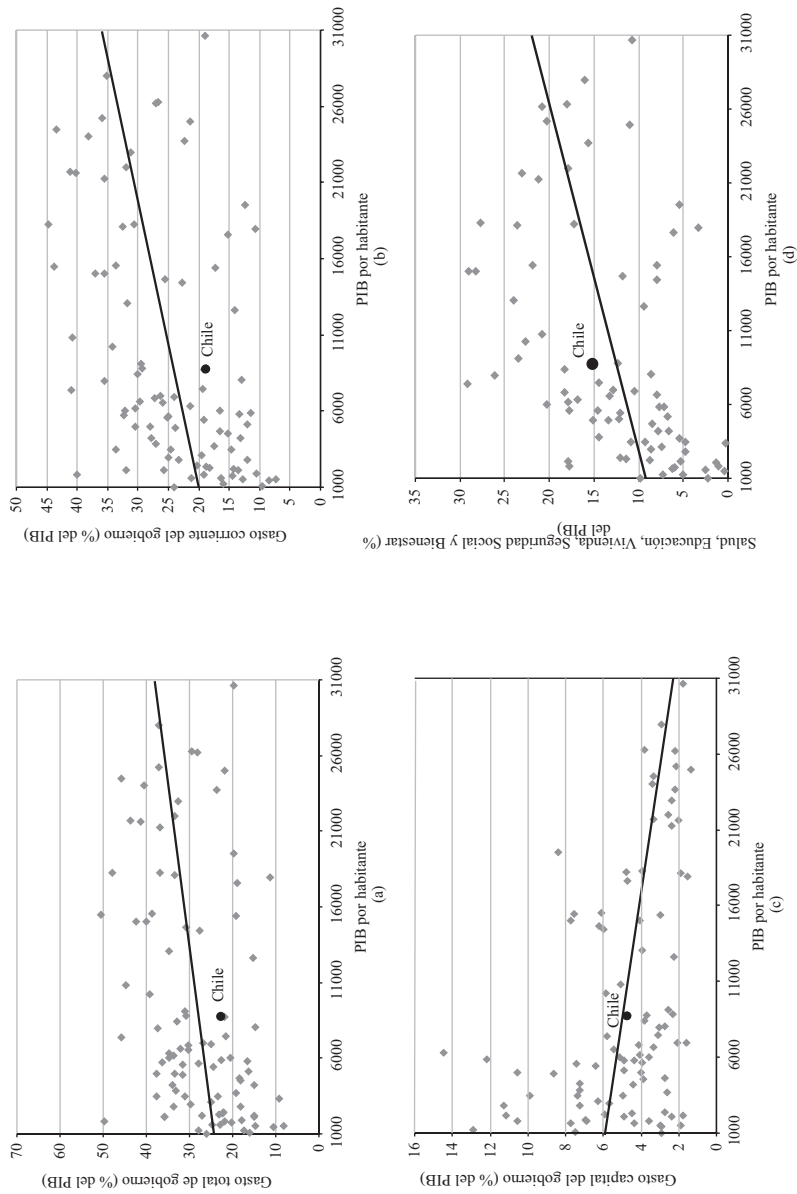 Gasto total de gobierno (% del PIB)
70
60
50
40
30
20
10
0
Chile
1000 6000 11000 16000 21000 26000 31000
PIB por habitante
(a)
Gasto corriente del gobierno (% del PIB)
50
45
40
35
30
25
20
15
10
5
0
Chile
1000 6000 11000 16000 21000 26000 31000
PIB por habitante
(b)
Gasto capital del gobierno (% del PIB)
16
14
12
10
8
6
4
2
0
Chile
1000 6000 11000 16000 21000 26000 31000
PIB por habitante
(c)
Salud, Educación, Vivienda, Seguridad Social y Bienestar (%
del PIB)
35
30
25
20
15
10
5
0
Chile
1000 6000 11000 16000 21000 26000 31000
PIB por habitante
(d)